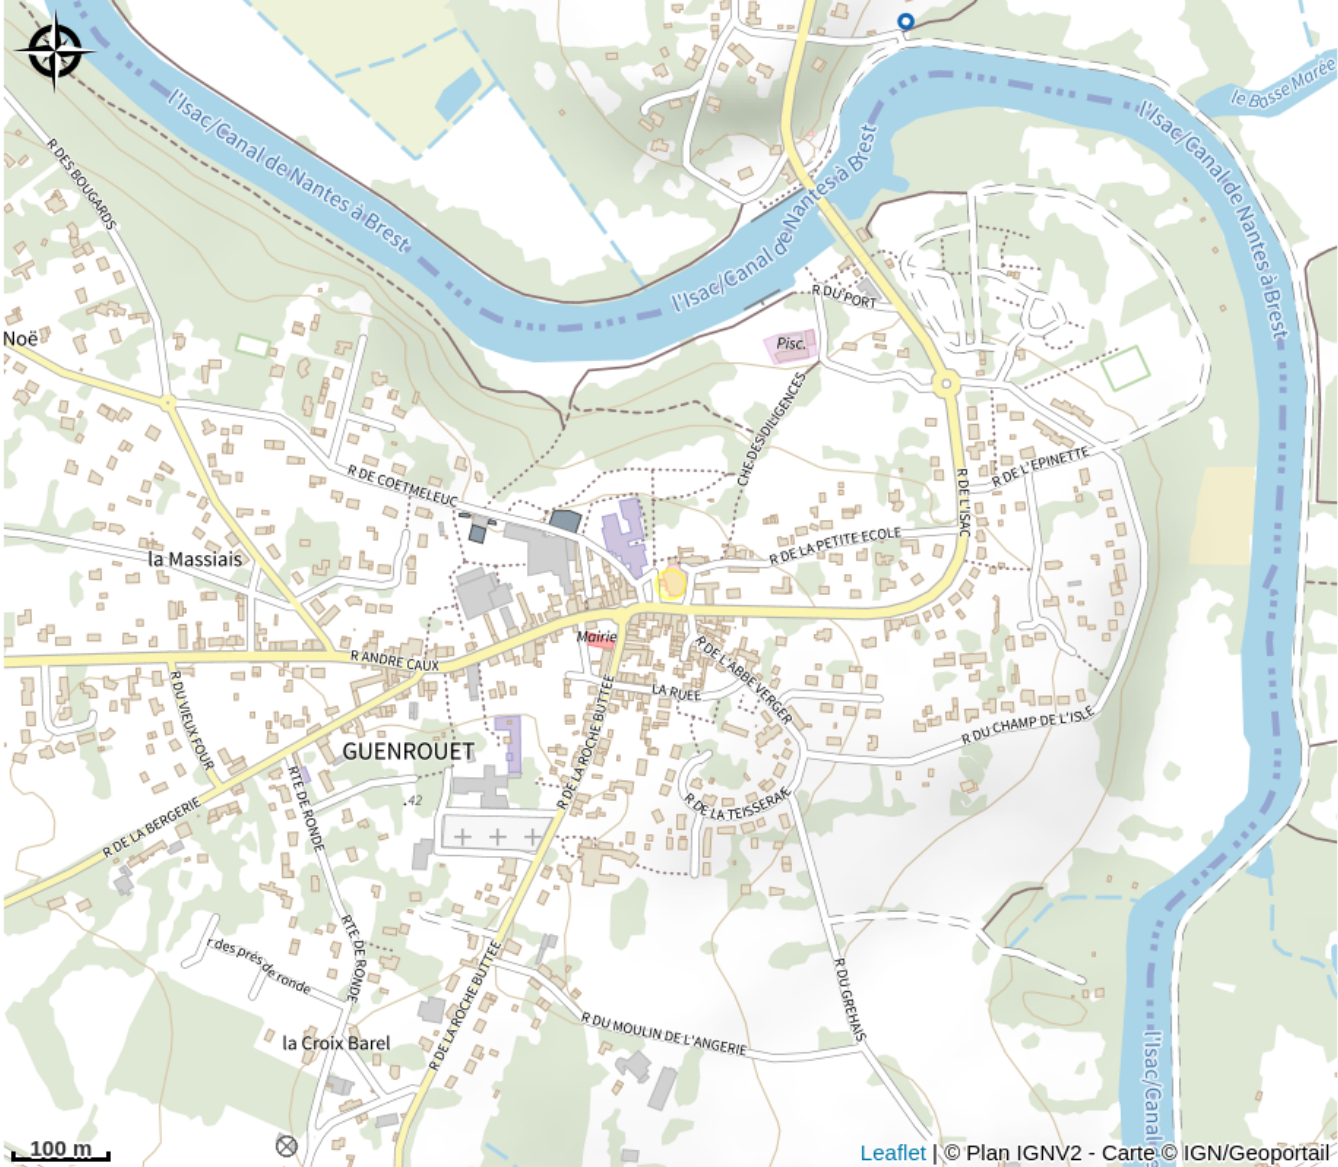 l'Isac/Canal de Nantes à Brest
le Basse Marée
l'Isac/Canal de Nantes à Brest
l'Isac/Canal de Nantes à Brest
R DES BOUGARDS
R DU PORT
Noë
Pisc.
CHE DES DILIGENCES
R DE COETMELEUC
R DE L'EPINETTE
R DE L'ISAC
R DE LA PETITE ECOLE
la Massiais
Mairie
R ANDRE CAUX
R DE L'ABBE VERGER
LA RUEE
R DU VIEUX FOUR
R DE LA ROCHE BUTTEE
R DU CHAMP DE L'ISLE
GUENROUET
RTE DE RONDE
.42
R DE LA TEISSERAIE
R DE LA BERGERIE
RTE DE RONDE
r des prés de ronde
R DE LA ROCHE BUTTEE
R DU GREHAIS
R DU MOULIN DE L'ANGERIE
la Croix Barel
l'Isac/Canal
100 m
Leaflet | © Plan IGNV2 - Carte © IGN/Geoportail